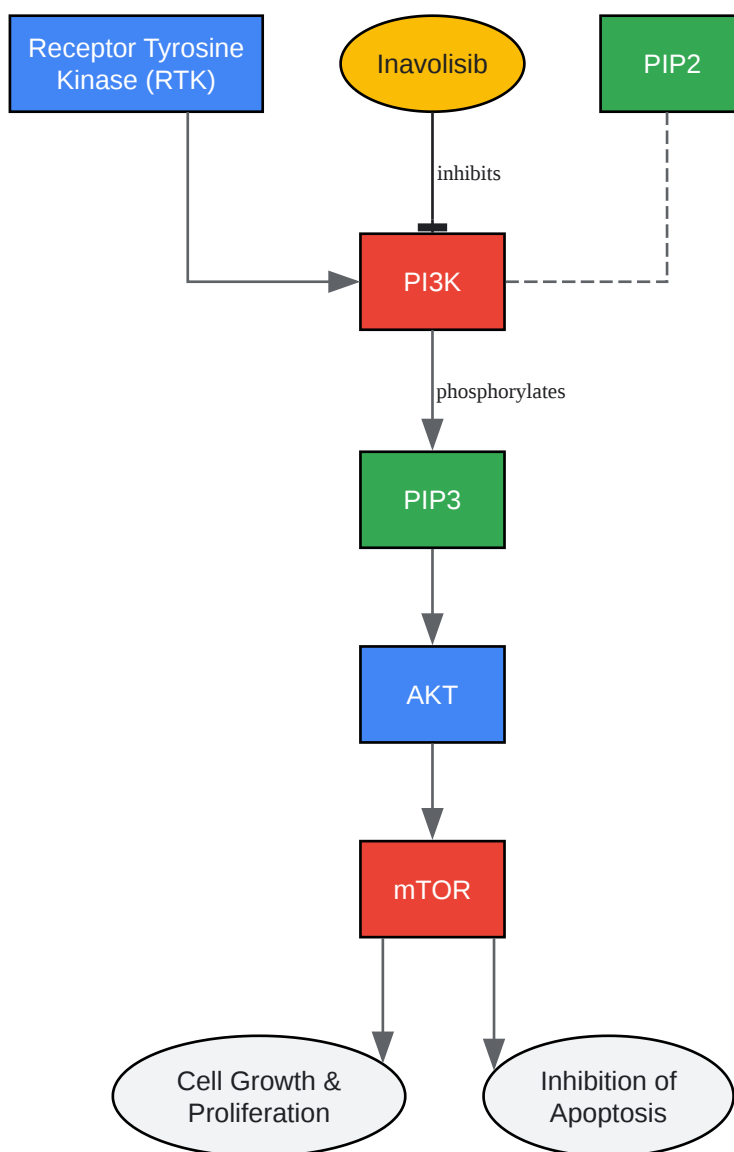 Receptor Tyrosine
Kinase (RTK)
Inavolisib
PIP2
inhibits
PI3K
phosphorylates
PIP3
AKT
mTOR
Cell Growth &
Proliferation
Inhibition of
Apoptosis